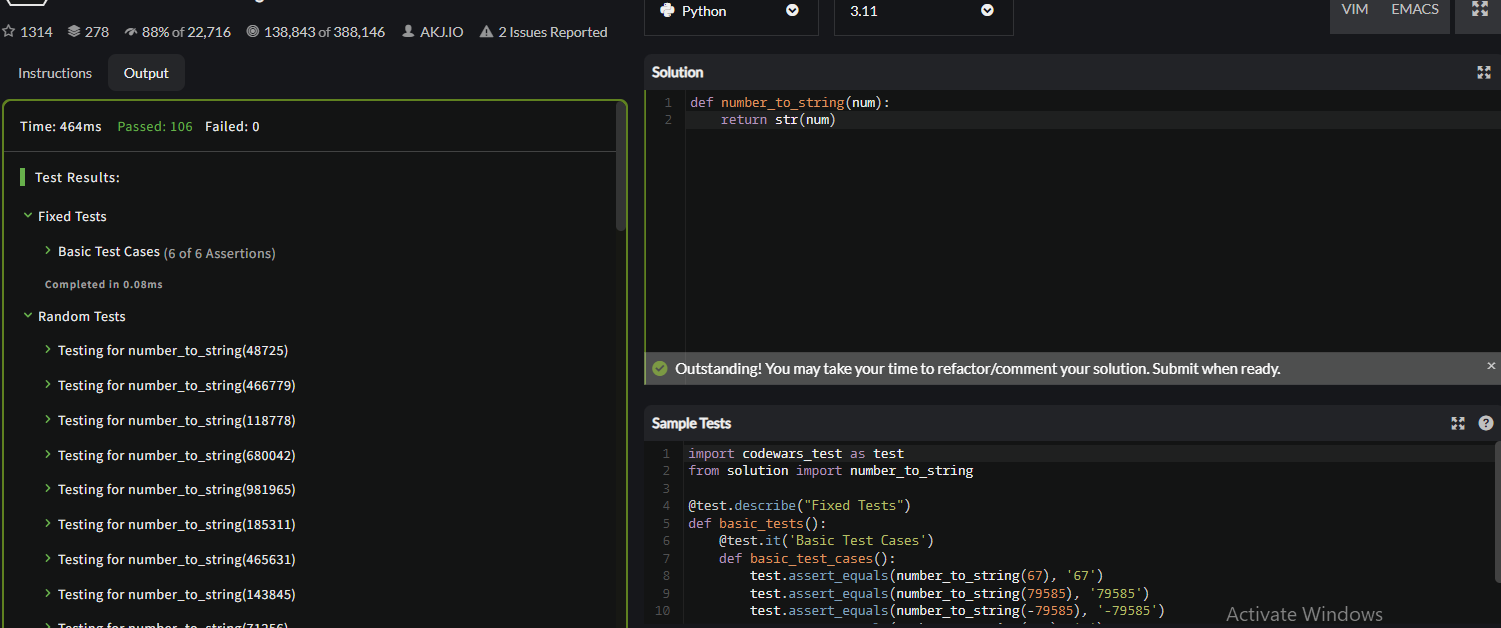 1314 278 88% of 22,716 138,843 of 388,146 AKJ.IO 2 Issues Reported
Instructions Output
Time: 464ms Passed: 106 Failed: 0
Test Results:
Fixed Tests
Basic Test Cases (6 of 6 Assertions)
Completed in 0.08ms
Random Tests
Testing for number_to_string(48725)
Testing for number_to_string(466779)
Testing for number_to_string(118778)
Testing for number_to_string(680042)
Testing for number_to_string(981965)
Testing for number_to_string(185311)
Testing for number_to_string(465631)
Testing for number_to_string(143845)
Testing for number_to_string(71256)
Python 3.11 VIM EMACS
Solution
1 def number_to_string(num):
2 return str(num)
Outstanding! You may take your time to refactor/comment your solution. Submit when ready. ×
Sample Tests ?
1 import codewars_test as test
2 from solution import number_to_string
3
4 @test.describe("Fixed Tests")
5 def basic_tests():
6 @test.it('Basic Test Cases')
7 def basic_test_cases():
8 test.assert_equals(number_to_string(67), '67')
9 test.assert_equals(number_to_string(79585), '79585')
10 test.assert_equals(number_to_string(-79585), '-79585')
Activate Windows